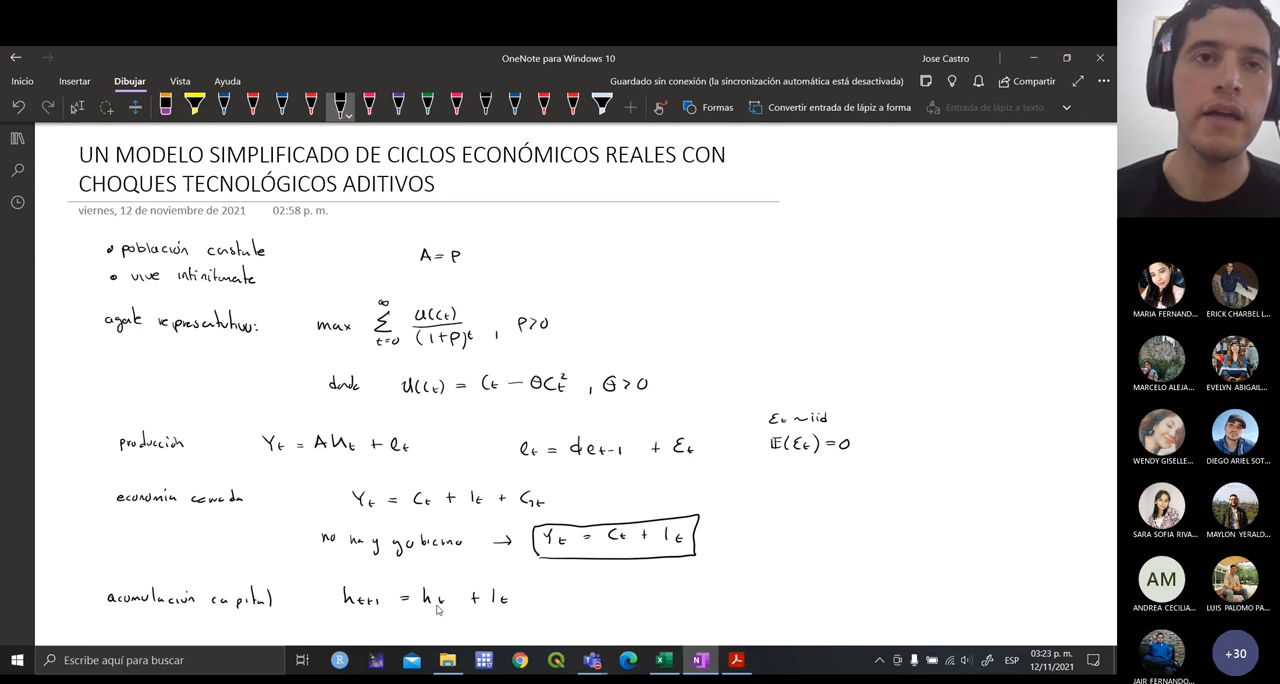 OneNote para Windows 10
Jose Castro
Inicio Insertar Dibujar Vista Ayuda
Guardado sin conexión (la sincronización automática está desactivada)
Compartir
Formas
Convertir entrada de lápiz a forma
Entrada de lápiz a texto
UN MODELO SIMPLIFICADO DE CICLOS ECONÓMICOS REALES CON
CHOQUES TECNOLÓGICOS ADITIVOS
viernes, 12 de noviembre de 2021 02:58 p. m.
• población constante
A = ρ
• vive infinitamente
agente representativo: max ∑_{t=0}^{∞} u(Ct)/(1+ρ)^t , ρ>0
donde u(Ct) = Ct − θCt² , θ > 0
εt ~ iid
producción Yt = AKt + et et = φet-1 + εt 𝔼(εt) = 0
economía cerrada Yt = Ct + It + Gt
no hay gobierno → Yt = Ct + It
acumulación capital kt+1 = kt + It
MARIA FERNAND...
ERICK CHARBEL L...
MARCELO ALEJA...
EVELYN ABIGAIL...
WENDY GISELLE...
DIEGO ARIEL SOT...
SARA SOFIA RIVA...
MAYLON YERALD...
AM
ANDREA CECILIA...
LUIS PALOMO PA...
+30
JAIR FERNANDO...
Escribe aquí para buscar
ESP
03:23 p. m.
12/11/2021